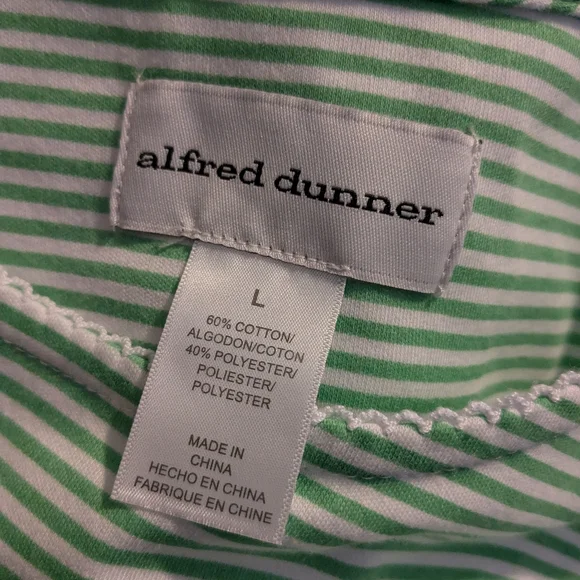 alfred dunner
L
60% COTTON/
ALGODON/COTON
40% POLYESTER/
POLIESTER/
POLYESTER
MADE IN
CHINA
HECHO EN CHINA
FABRIQUE EN CHINE